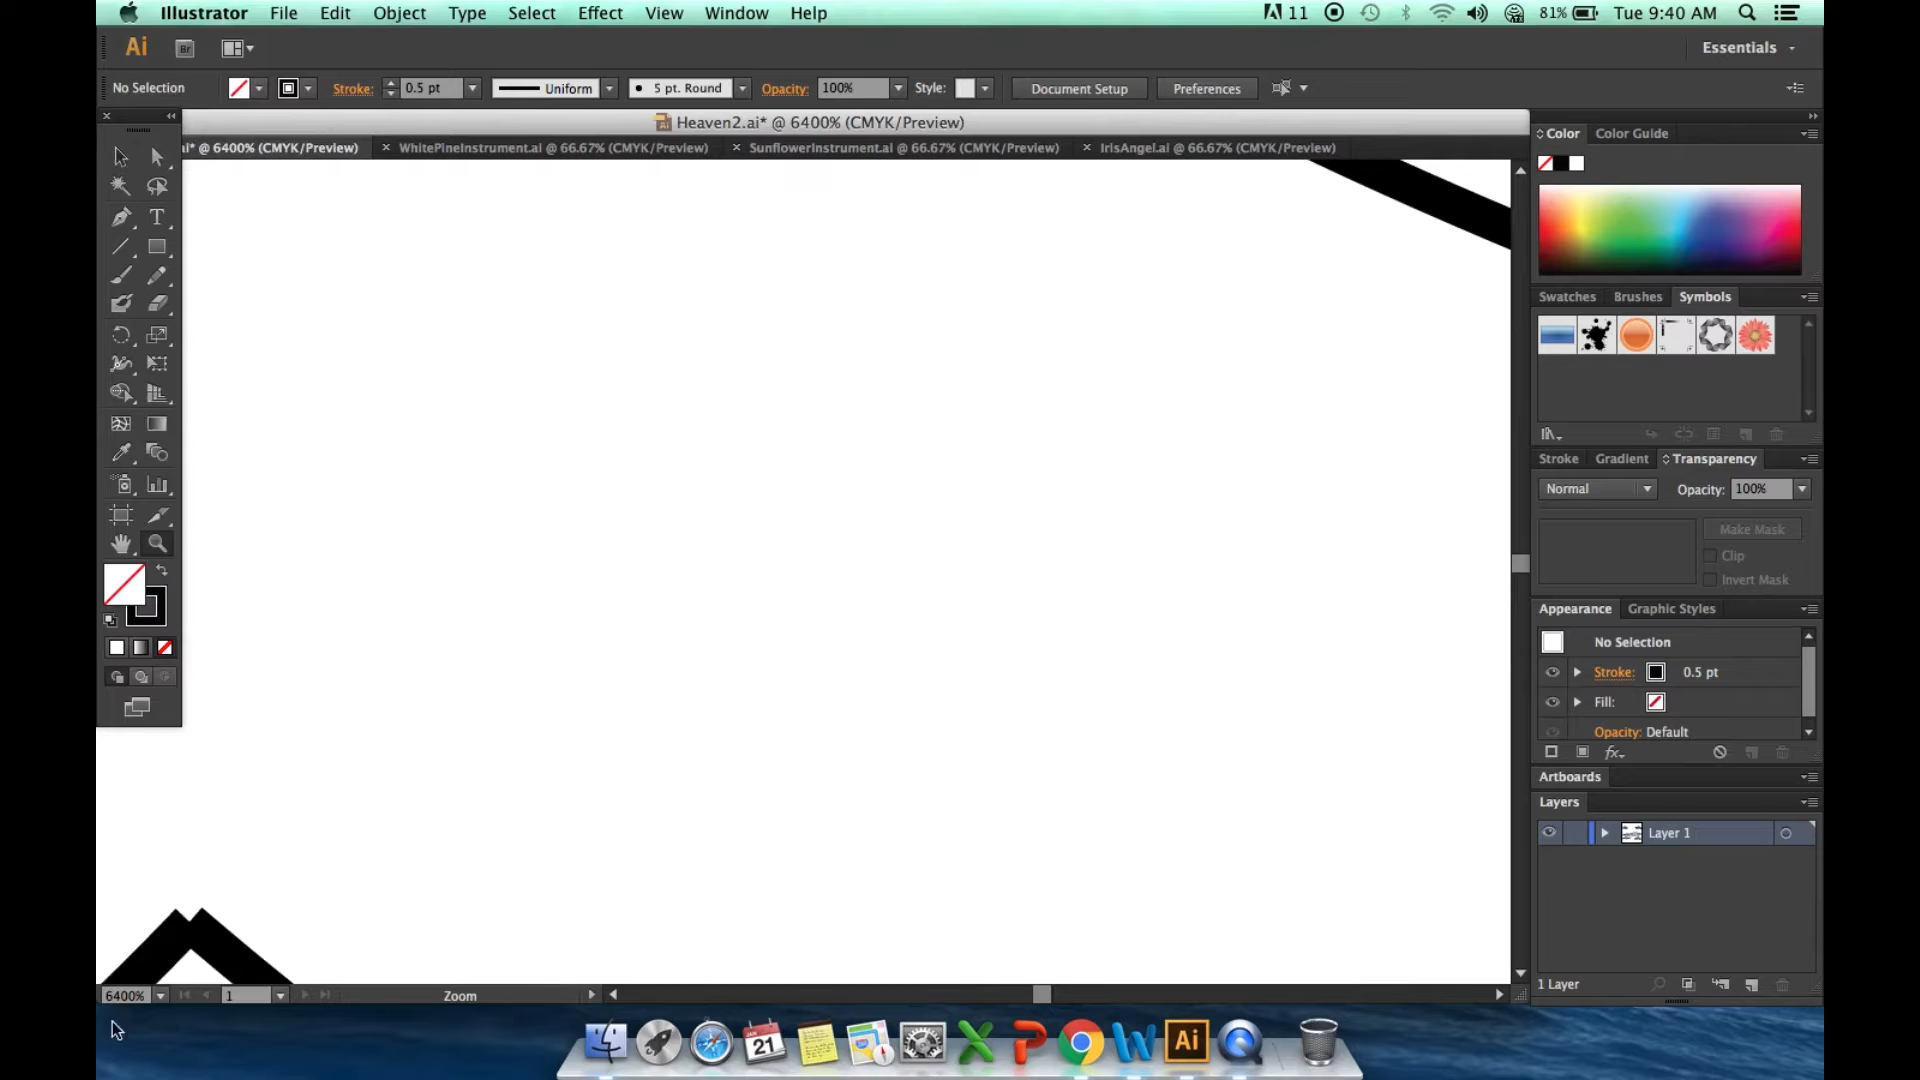 Illustrator File Edit Object Type Select Effect View Window Help 11 81% Tue 9:40 AM
Ai Br Essentials
No Selection Stroke: 0.5 pt Uniform 5 pt. Round Opacity: 100% Style: Document Setup Preferences
Heaven2.ai* @ 6400% (CMYK/Preview)
ai* @ 6400% (CMYK/Preview) WhitePineInstrument.ai @ 66.67% (CMYK/Preview) SunflowerInstrument.ai @ 66.67% (CMYK/Preview) IrisAngel.ai @ 66.67% (CMYK/Preview)
Color Color Guide
Swatches Brushes Symbols
Stroke Gradient Transparency
Normal Opacity: 100%
Make Mask
Clip
Invert Mask
Appearance Graphic Styles
No Selection
Stroke: 0.5 pt
Fill:
Opacity: Default
fx
Artboards
Layers
Layer 1
1 Layer
6400% 1 Zoom
21
Ai